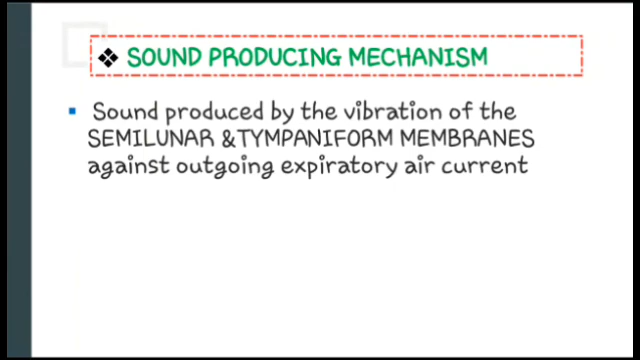 ❖ SOUND PRODUCING MECHANISM
▪ Sound produced by the vibration of the
SEMILUNAR &TYMPANIFORM MEMBRANES
against outgoing expiratory air current